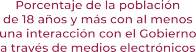 Porcentaje de la población
de 18 años y más con al menos
una interacción con el Gobierno
a través de medios electrónicos